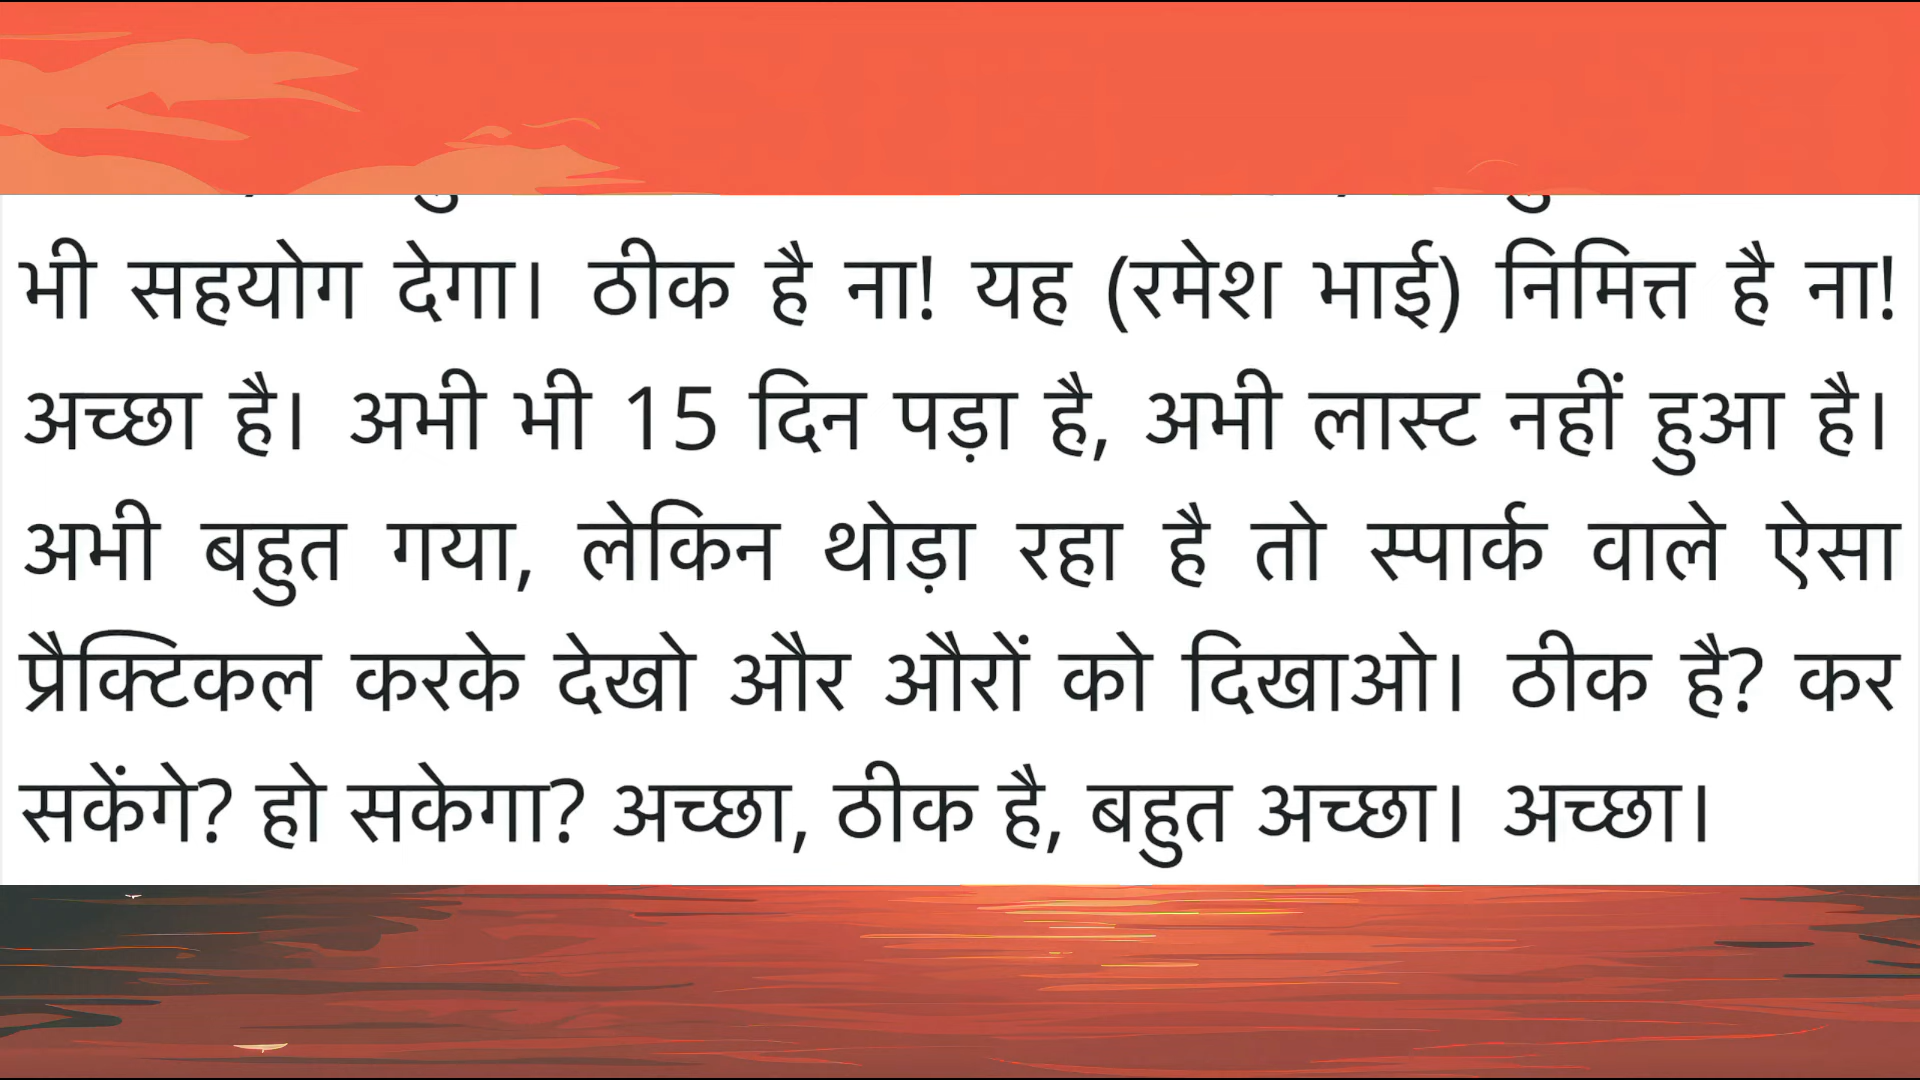 भी सहयोग देगा। ठीक है ना! यह (रमेश भाई) निमित्त है ना!
अच्छा है। अभी भी 15 दिन पड़ा है, अभी लास्ट नहीं हुआ है।
अभी बहुत गया, लेकिन थोड़ा रहा है तो स्पार्क वाले ऐसा
प्रैक्टिकल करके देखो और औरों को दिखाओ। ठीक है? कर
सकेंगे? हो सकेगा? अच्छा, ठीक है, बहुत अच्छा। अच्छा।